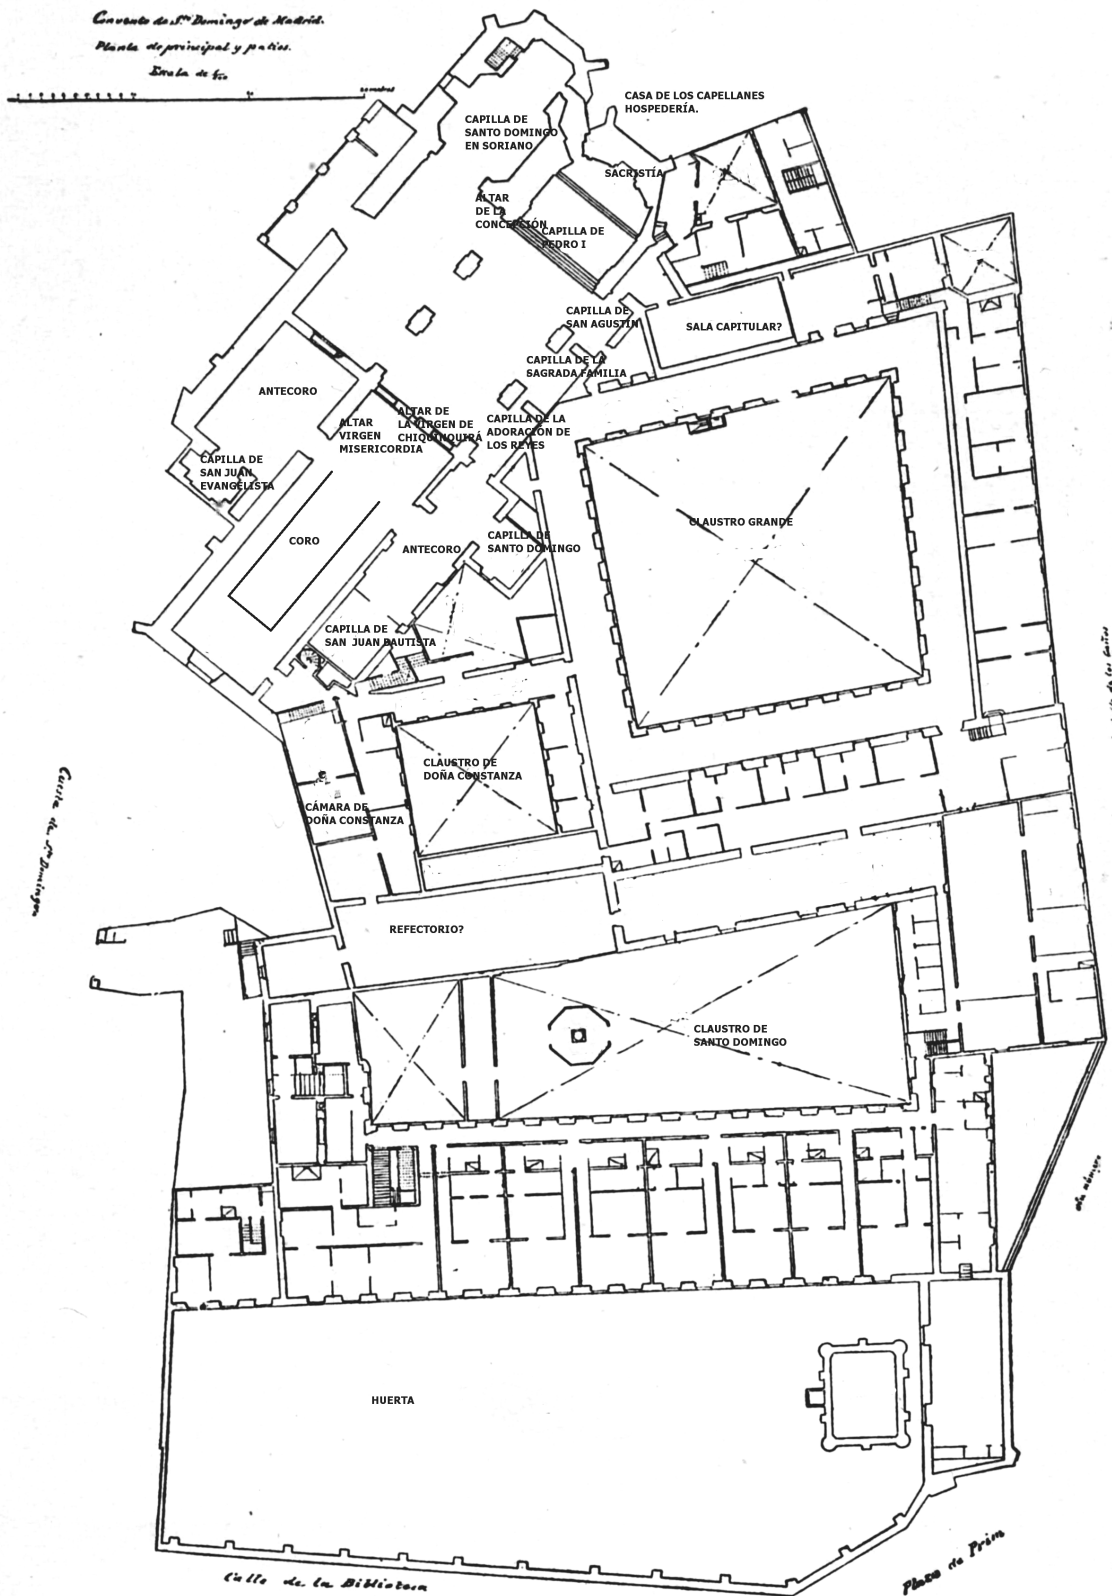 Convento de Sto. Domingo de Madrid.
Planta de principal y patios.
Escala de
20 metros
CASA DE LOS CAPELLANES
HOSPEDERÍA.
CAPILLA DE
SANTO DOMINGO
EN SORIANO
SACRISTÍA
ALTAR
DE LA
CONCEPCIÓN
CAPILLA DE
PEDRO I
CAPILLA DE
SAN AGUSTÍN
SALA CAPITULAR?
CAPILLA DE LA
SAGRADA FAMILIA
ANTECORO
ALTAR
VIRGEN
MISERICORDIA
ALTAR DE
LA VIRGEN DE
CHIQUINQUIRÁ
CAPILLA DE LA
ADORACIÓN DE
LOS REYES
CAPILLA DE
SAN JUAN
EVANGELISTA
CLAUSTRO GRANDE
CORO
ANTECORO
CAPILLA DE
SANTO DOMINGO
CAPILLA DE
SAN JUAN BAUTISTA
CLAUSTRO DE
DOÑA CONSTANZA
CÁMARA DE
DOÑA CONSTANZA
Cuesta de Sto. Domingo
REFECTORIO?
CLAUSTRO DE
SANTO DOMINGO
sin número
HUERTA
Calle de la Biblioteca
Plaza de Prim